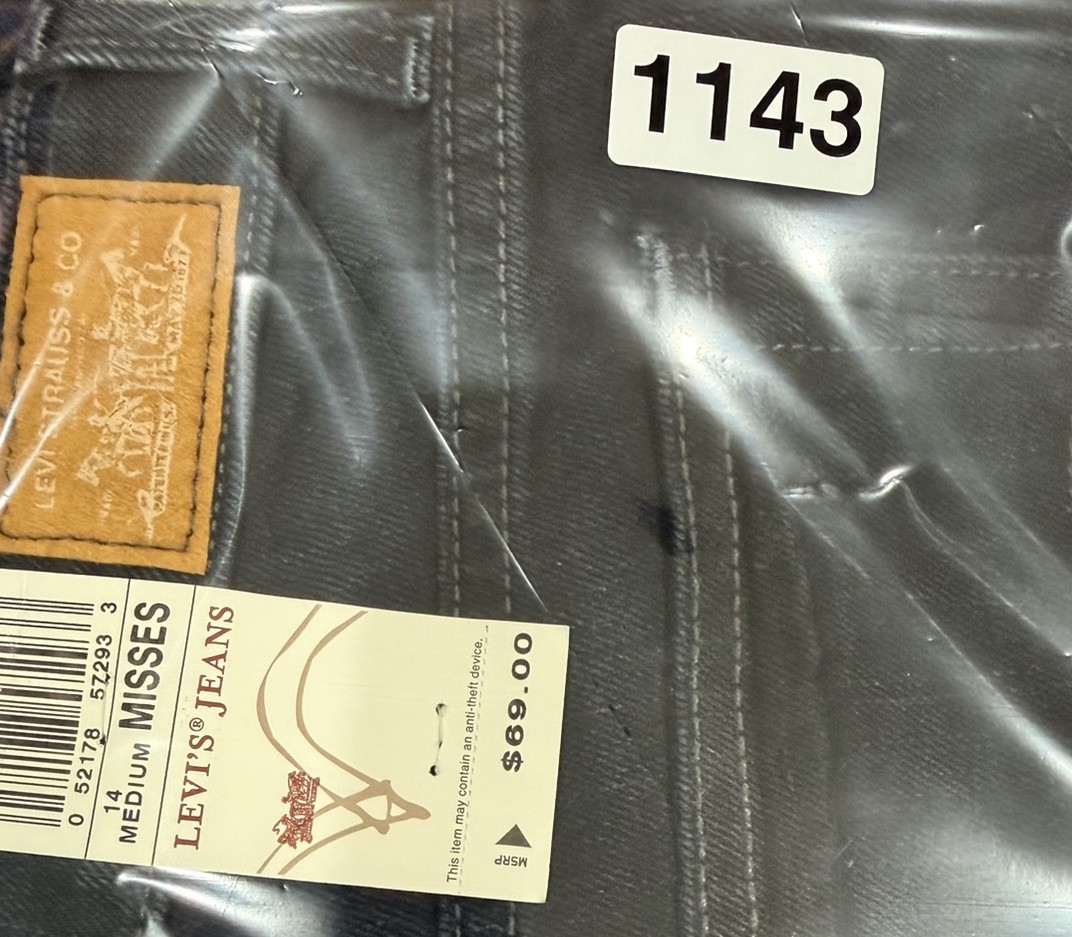 1143
LEVI STRAUSS & CO
0 52178 57293 3
14
MEDIUM MISSES
LEVI'S® JEANS
This item may contain an anti-theft device.
MSRP
$69.00